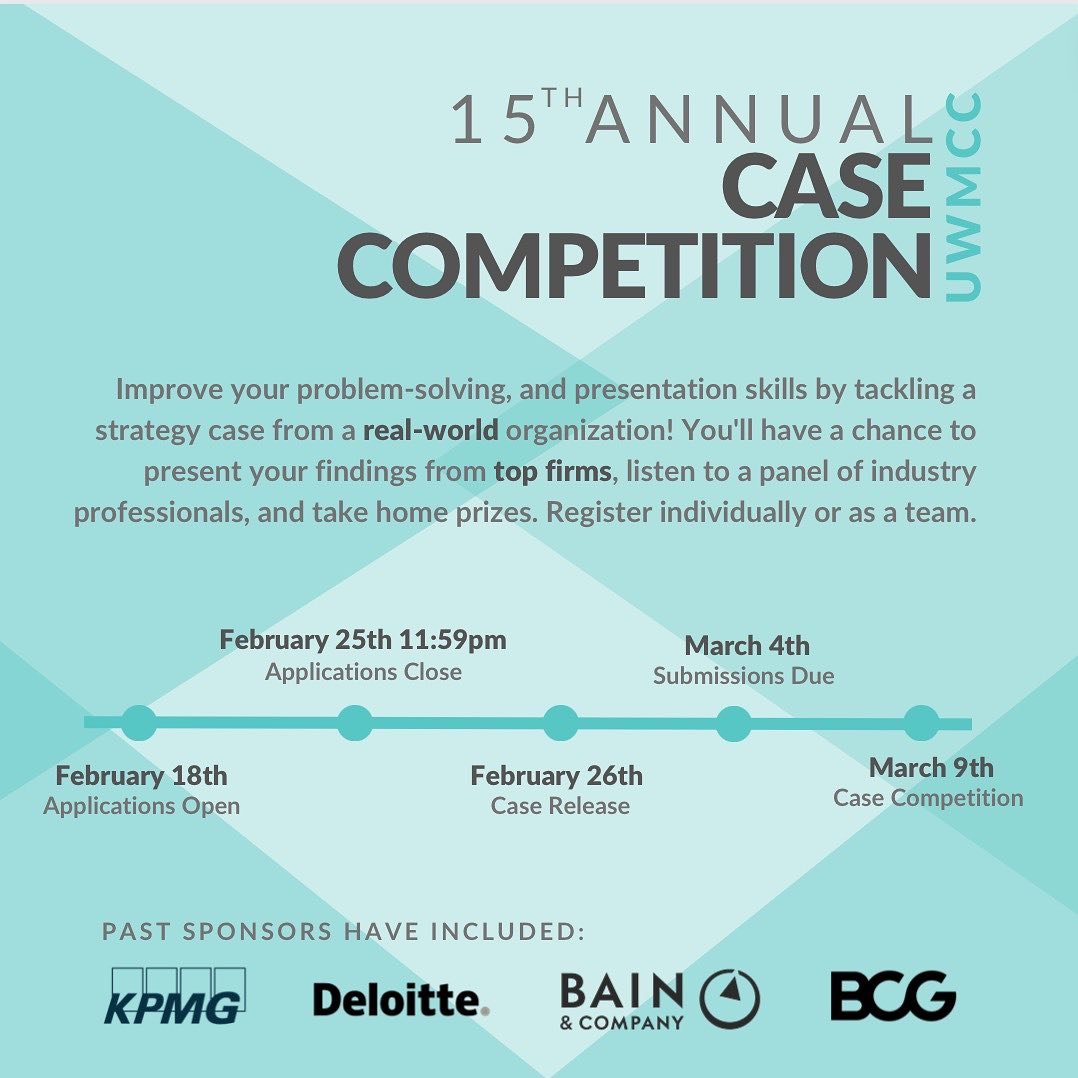 15TH ANNUAL
CASE
COMPETITION
UWMCC
Improve your problem-solving, and presentation skills by tackling a
strategy case from a real-world organization! You'll have a chance to
present your findings from top firms, listen to a panel of industry
professionals, and take home prizes. Register individually or as a team.
February 25th 11:59pm
Applications Close
March 4th
Submissions Due
February 18th
Applications Open
February 26th
Case Release
March 9th
Case Competition
PAST SPONSORS HAVE INCLUDED:
KPMG
Deloitte.
BAIN
& COMPANY
BCG